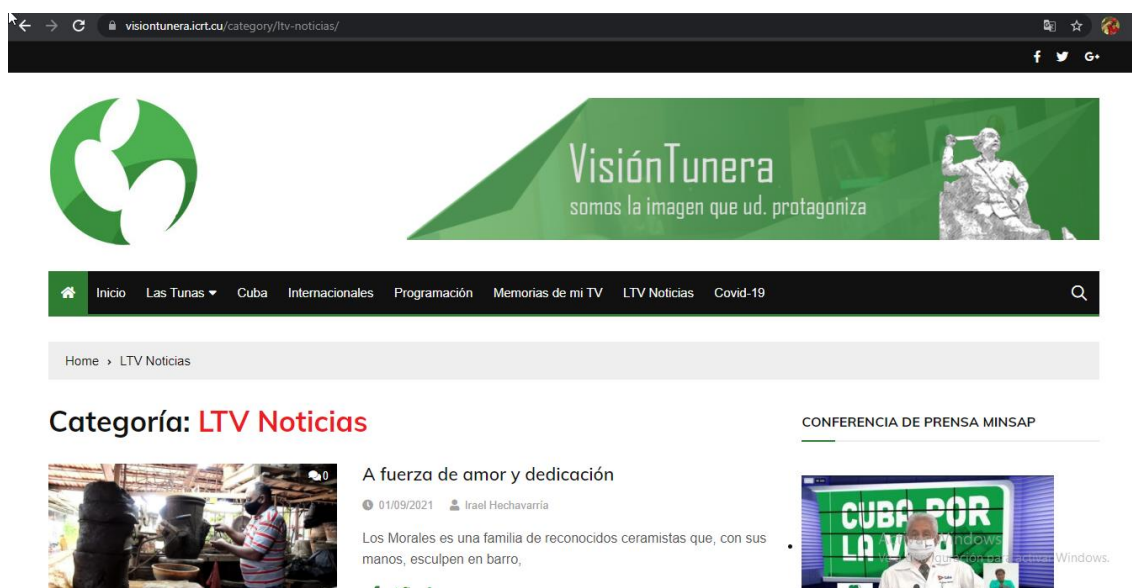 visiontunera.icrt.cu/category/ltv-noticias/
G+
VisiónTunera
somos la imagen que ud. protagoniza
Inicio Las Tunas Cuba Internacionales Programación Memorias de mi TV LTV Noticias Covid-19
Home › LTV Noticias
Categoría: LTV Noticias
CONFERENCIA DE PRENSA MINSAP
0
A fuerza de amor y dedicación
01/09/2021 Irael Hechavarría
Los Morales es una familia de reconocidos ceramistas que, con sus
manos, esculpen en barro,
CUBA POR
LA VIDA
Windows.